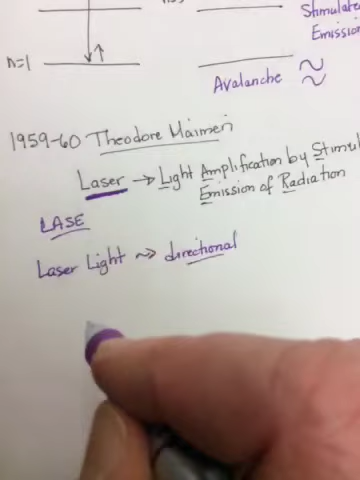 Stimulate
Emission
n=1
Avalanche
1959-60 Theodore Maimen
Laser → Light Amplification by Stimul
Emission of Radiation
LASE
Laser Light ~> directional